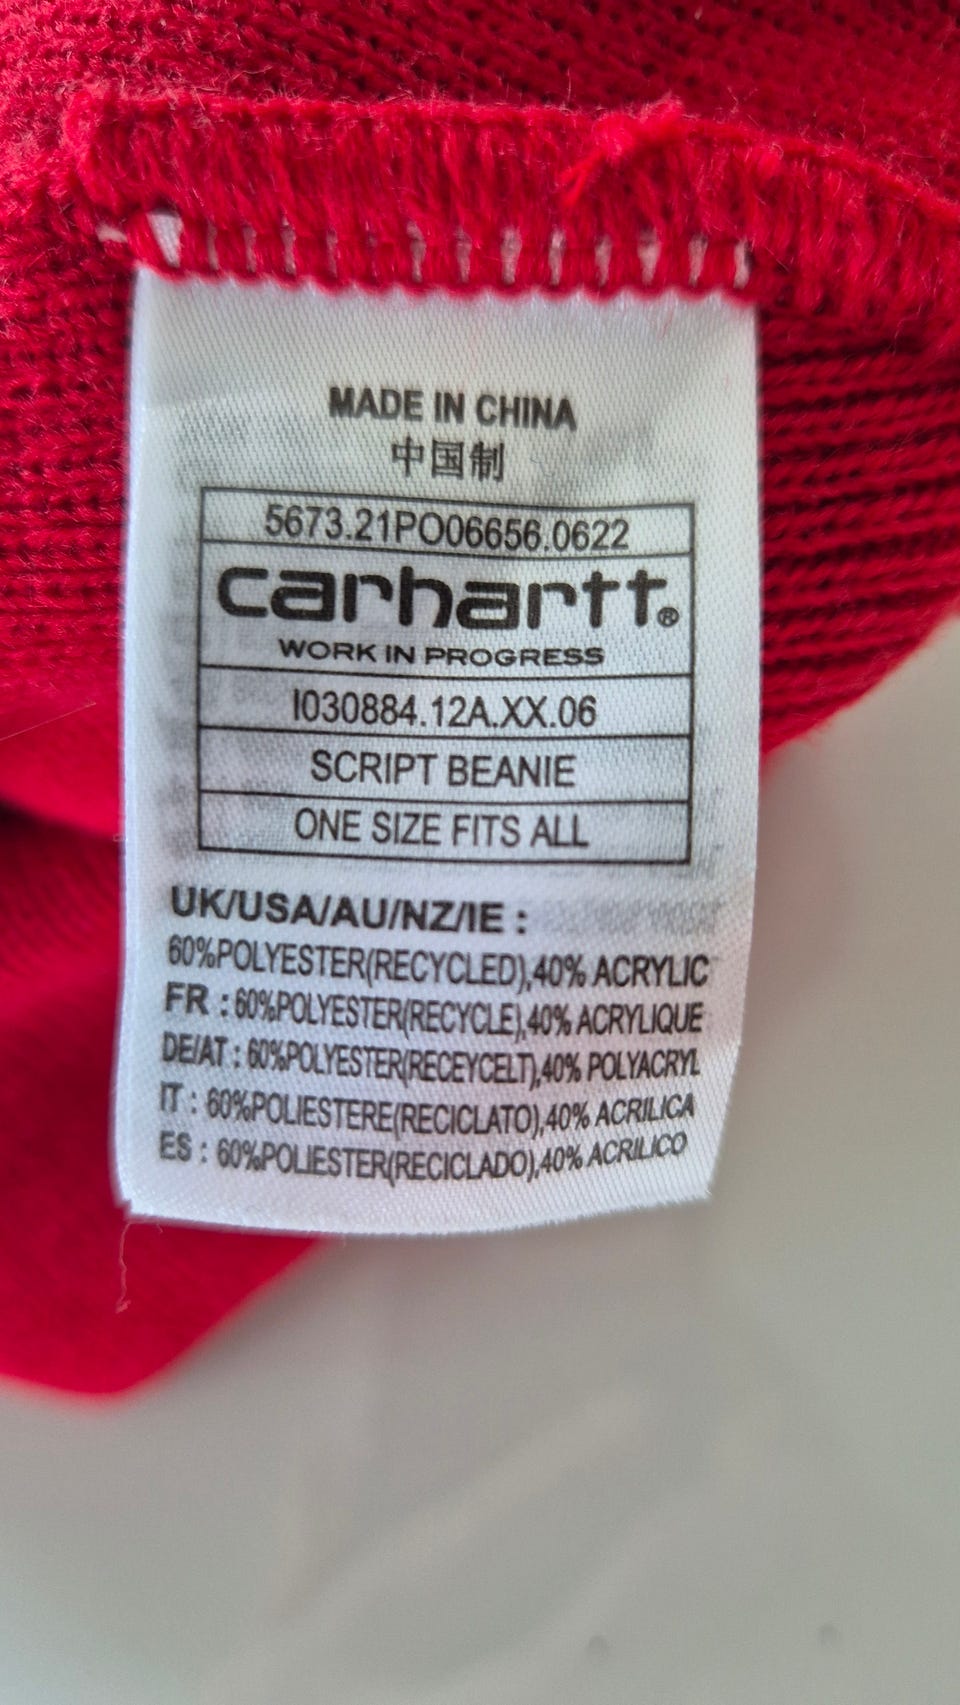 MADE IN CHINA
中国制
5673.21PO06656.0622
carhartt®
WORK IN PROGRESS
I030884.12A.XX.06
SCRIPT BEANIE
ONE SIZE FITS ALL
UK/USA/AU/NZ/IE :
60%POLYESTER(RECYCLED),40% ACRYLIC
FR : 60%POLYESTER(RECYCLE),40% ACRYLIQUE
DE/AT : 60%POLYESTER(RECEYCELT),40% POLYACRYL
IT : 60%POLIESTERE(RECICLATO),40% ACRILICA
ES : 60%POLIESTER(RECICLADO),40% ACRILICO